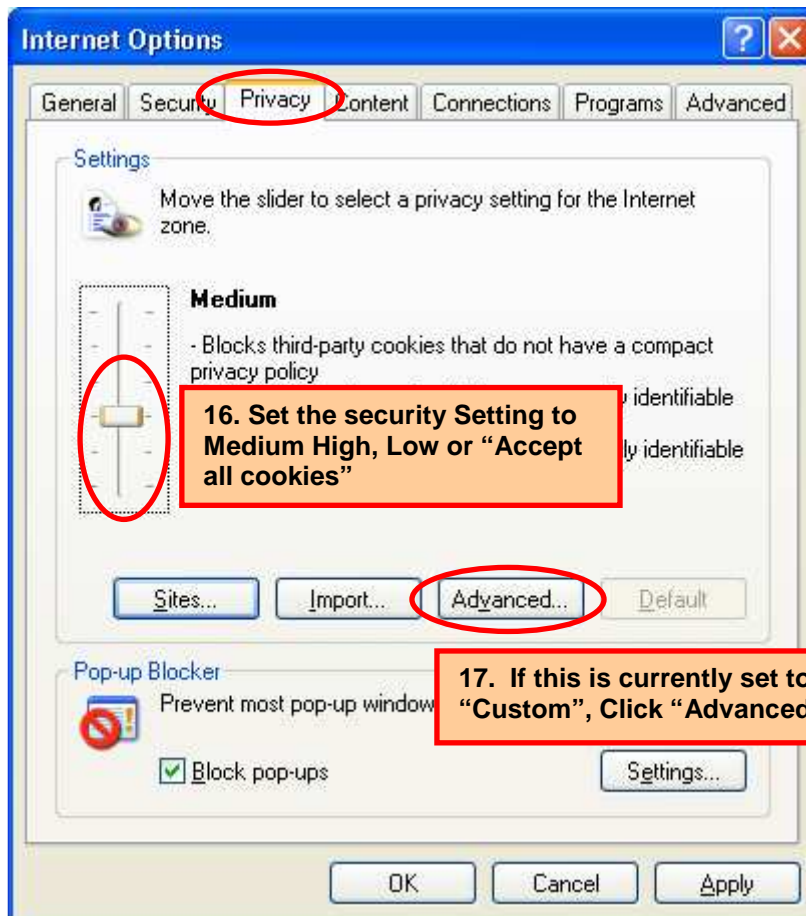 Internet Options
General Security Privacy Content Connections Programs Advanced
Settings
Move the slider to select a privacy setting for the Internet
zone.
Medium
- Blocks third-party cookies that do not have a compact
privacy policy
identifiable
identifiable
16. Set the security Setting to
Medium High, Low or “Accept
all cookies”
Sites... Import... Advanced... Default
Pop-up Blocker
Prevent most pop-up
17. If this is currently set to
“Custom”, Click “Advanced
Block pop-ups
Settings...
OK Cancel Apply